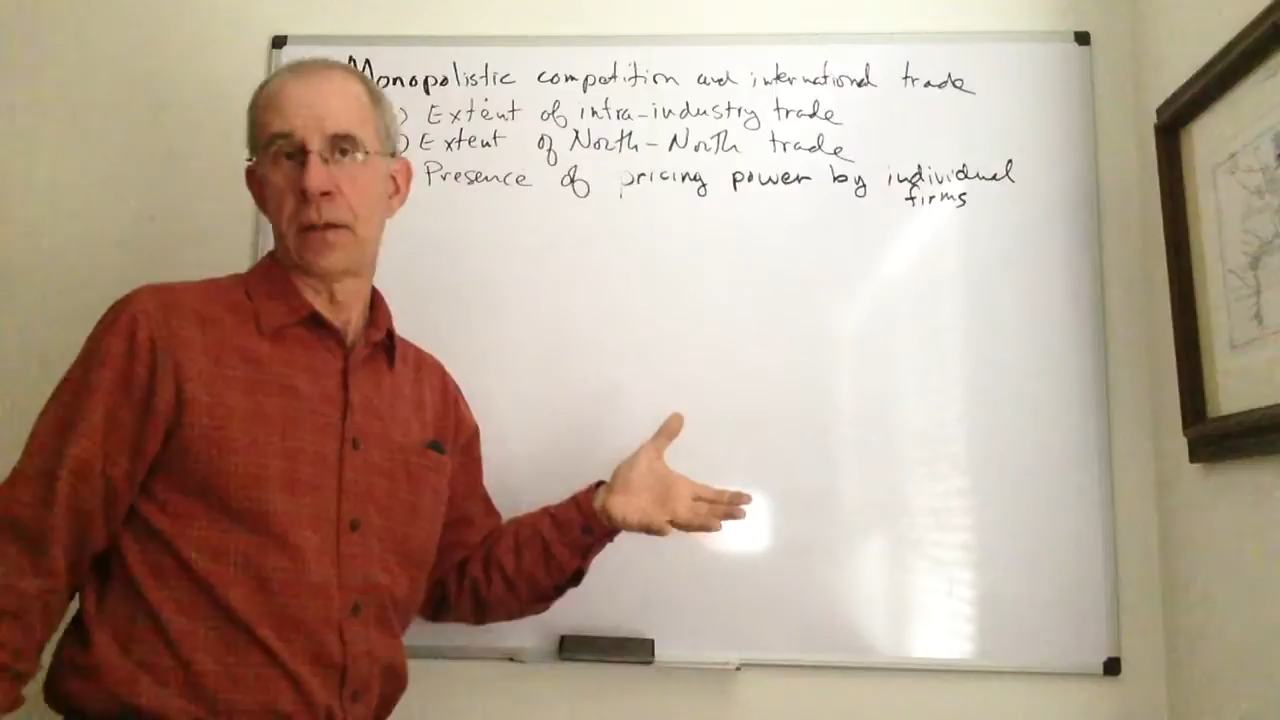 Monopolistic competition and international trade
) Extent of intra-industry trade
) Extent of North-North trade
Presence of pricing power by individual
firms